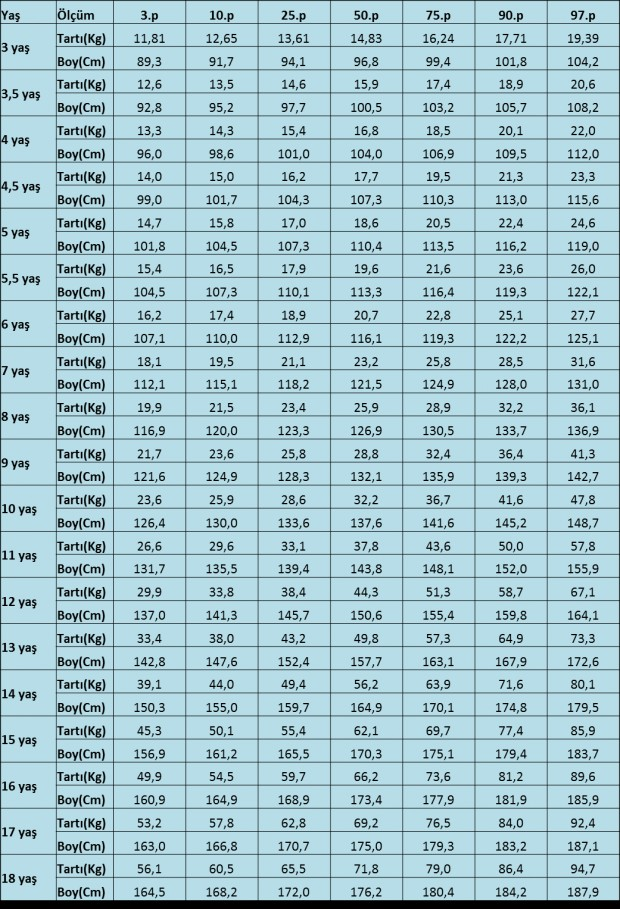 Yaş Ölçüm 3.p 10.p 25.p 50.p 75.p 90.p 97.p
3 yaş Tartı(Kg) 11,81 12,65 13,61 14,83 16,24 17,71 19,39
Boy(Cm) 89,3 91,7 94,1 96,8 99,4 101,8 104,2
3,5 yaş Tartı(Kg) 12,6 13,5 14,6 15,9 17,4 18,9 20,6
Boy(Cm) 92,8 95,2 97,7 100,5 103,2 105,7 108,2
4 yaş Tartı(Kg) 13,3 14,3 15,4 16,8 18,5 20,1 22,0
Boy(Cm) 96,0 98,6 101,0 104,0 106,9 109,5 112,0
4,5 yaş Tartı(Kg) 14,0 15,0 16,2 17,7 19,5 21,3 23,3
Boy(Cm) 99,0 101,7 104,3 107,3 110,3 113,0 115,6
5 yaş Tartı(Kg) 14,7 15,8 17,0 18,6 20,5 22,4 24,6
Boy(Cm) 101,8 104,5 107,3 110,4 113,5 116,2 119,0
5,5 yaş Tartı(Kg) 15,4 16,5 17,9 19,6 21,6 23,6 26,0
Boy(Cm) 104,5 107,3 110,1 113,3 116,4 119,3 122,1
6 yaş Tartı(Kg) 16,2 17,4 18,9 20,7 22,8 25,1 27,7
Boy(Cm) 107,1 110,0 112,9 116,1 119,3 122,2 125,1
7 yaş Tartı(Kg) 18,1 19,5 21,1 23,2 25,8 28,5 31,6
Boy(Cm) 112,1 115,1 118,2 121,5 124,9 128,0 131,0
8 yaş Tartı(Kg) 19,9 21,5 23,4 25,9 28,9 32,2 36,1
Boy(Cm) 116,9 120,0 123,3 126,9 130,5 133,7 136,9
9 yaş Tartı(Kg) 21,7 23,6 25,8 28,8 32,4 36,4 41,3
Boy(Cm) 121,6 124,9 128,3 132,1 135,9 139,3 142,7
10 yaş Tartı(Kg) 23,6 25,9 28,6 32,2 36,7 41,6 47,8
Boy(Cm) 126,4 130,0 133,6 137,6 141,6 145,2 148,7
11 yaş Tartı(Kg) 26,6 29,6 33,1 37,8 43,6 50,0 57,8
Boy(Cm) 131,7 135,5 139,4 143,8 148,1 152,0 155,9
12 yaş Tartı(Kg) 29,9 33,8 38,4 44,3 51,3 58,7 67,1
Boy(Cm) 137,0 141,3 145,7 150,6 155,4 159,8 164,1
13 yaş Tartı(Kg) 33,4 38,0 43,2 49,8 57,3 64,9 73,3
Boy(Cm) 142,8 147,6 152,4 157,7 163,1 167,9 172,6
14 yaş Tartı(Kg) 39,1 44,0 49,4 56,2 63,9 71,6 80,1
Boy(Cm) 150,3 155,0 159,7 164,9 170,1 174,8 179,5
15 yaş Tartı(Kg) 45,3 50,1 55,4 62,1 69,7 77,4 85,9
Boy(Cm) 156,9 161,2 165,5 170,3 175,1 179,4 183,7
16 yaş Tartı(Kg) 49,9 54,5 59,7 66,2 73,6 81,2 89,6
Boy(Cm) 160,9 164,9 168,9 173,4 177,9 181,9 185,9
17 yaş Tartı(Kg) 53,2 57,8 62,8 69,2 76,5 84,0 92,4
Boy(Cm) 163,0 166,8 170,7 175,0 179,3 183,2 187,1
18 yaş Tartı(Kg) 56,1 60,5 65,5 71,8 79,0 86,4 94,7
Boy(Cm) 164,5 168,2 172,0 176,2 180,4 184,2 187,9